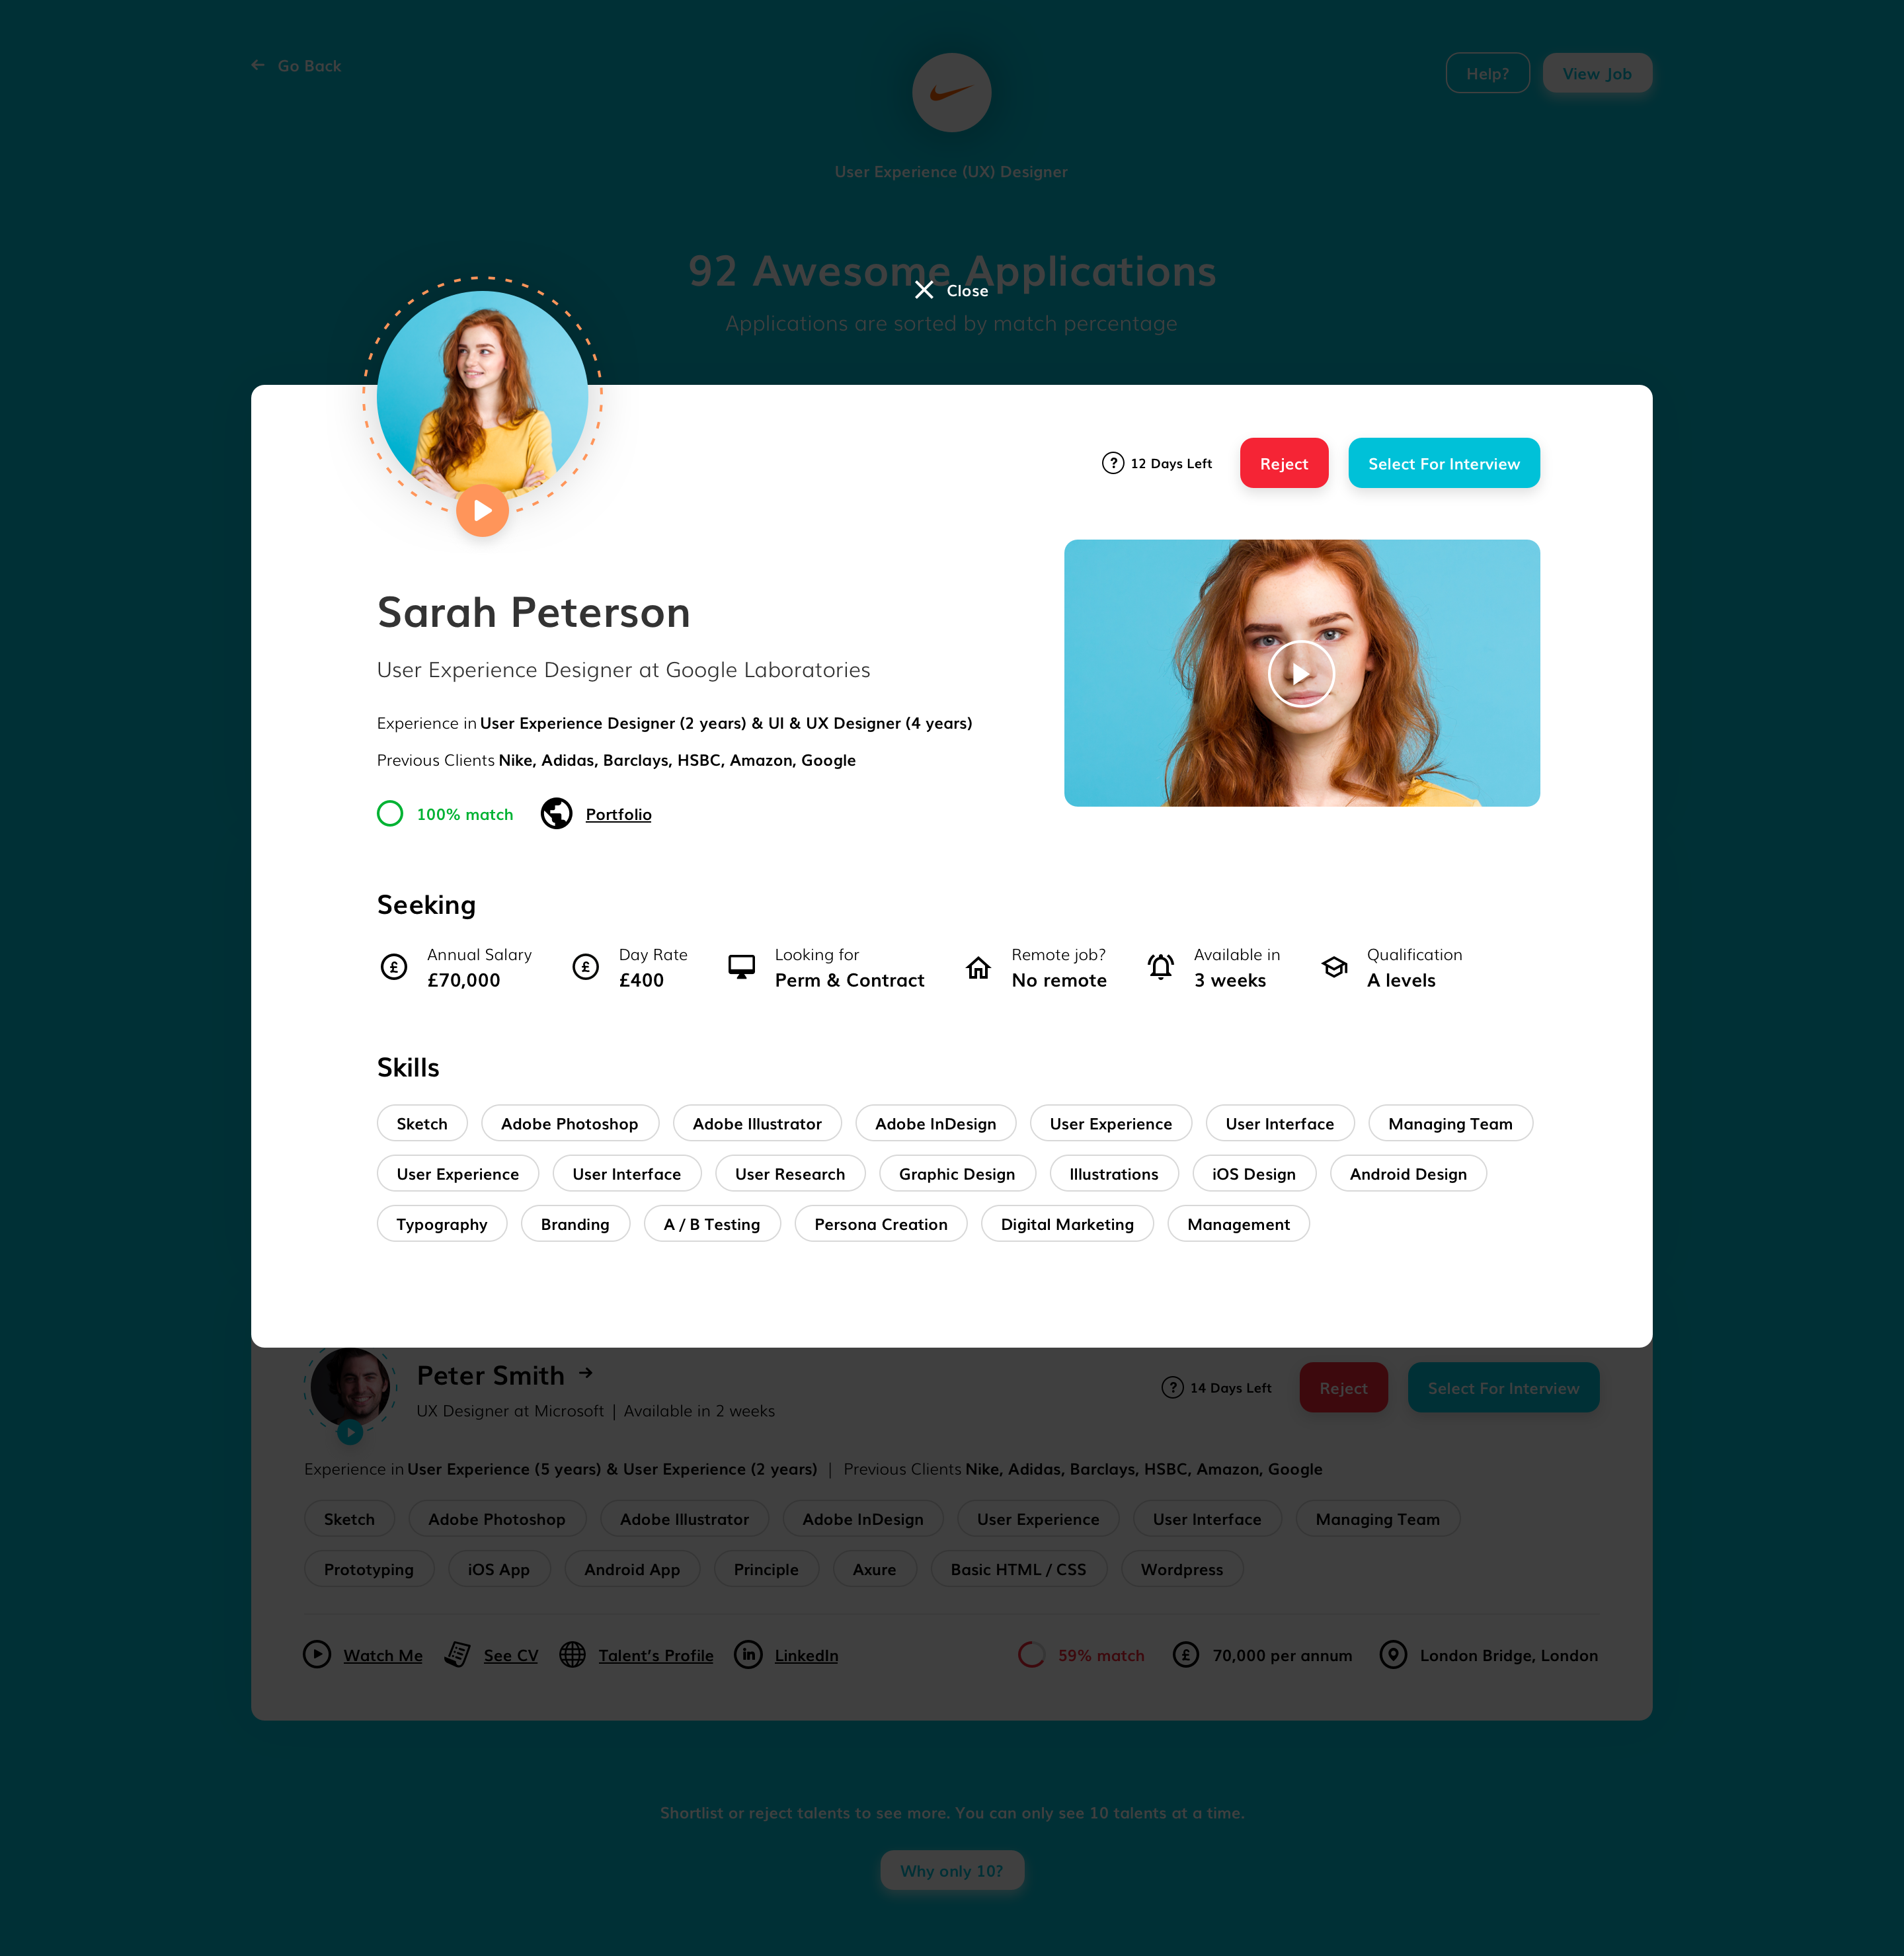 Go Back
Help?
View Job
User Experience (UX) Designer
92 Awesome Applications
Close
Applications are sorted by match percentage
? 12 Days Left
Reject
Select For Interview
Sarah Peterson
User Experience Designer at Google Laboratories
Experience in User Experience Designer (2 years) & UI & UX Designer (4 years)
Previous Clients Nike, Adidas, Barclays, HSBC, Amazon, Google
100% match
Portfolio
Seeking
£ Annual Salary
£70,000
£ Day Rate
£400
Looking for
Perm & Contract
Remote job?
No remote
Available in
3 weeks
Qualification
A levels
Skills
Sketch Adobe Photoshop Adobe Illustrator Adobe InDesign User Experience User Interface Managing Team
User Experience User Interface User Research Graphic Design Illustrations iOS Design Android Design
Typography Branding A / B Testing Persona Creation Digital Marketing Management
Peter Smith
? 14 Days Left
Reject
Select For Interview
UX Designer at Microsoft | Available in 2 weeks
Experience in User Experience (5 years) & User Experience (2 years) | Previous Clients Nike, Adidas, Barclays, HSBC, Amazon, Google
Sketch Adobe Photoshop Adobe Illustrator Adobe InDesign User Experience User Interface Managing Team
Prototyping iOS App Android App Principle Axure Basic HTML / CSS Wordpress
Watch Me See CV Talent's Profile in LinkedIn 59% match £ 70,000 per annum London Bridge, London
Shortlist or reject talents to see more. You can only see 10 talents at a time.
Why only 10?